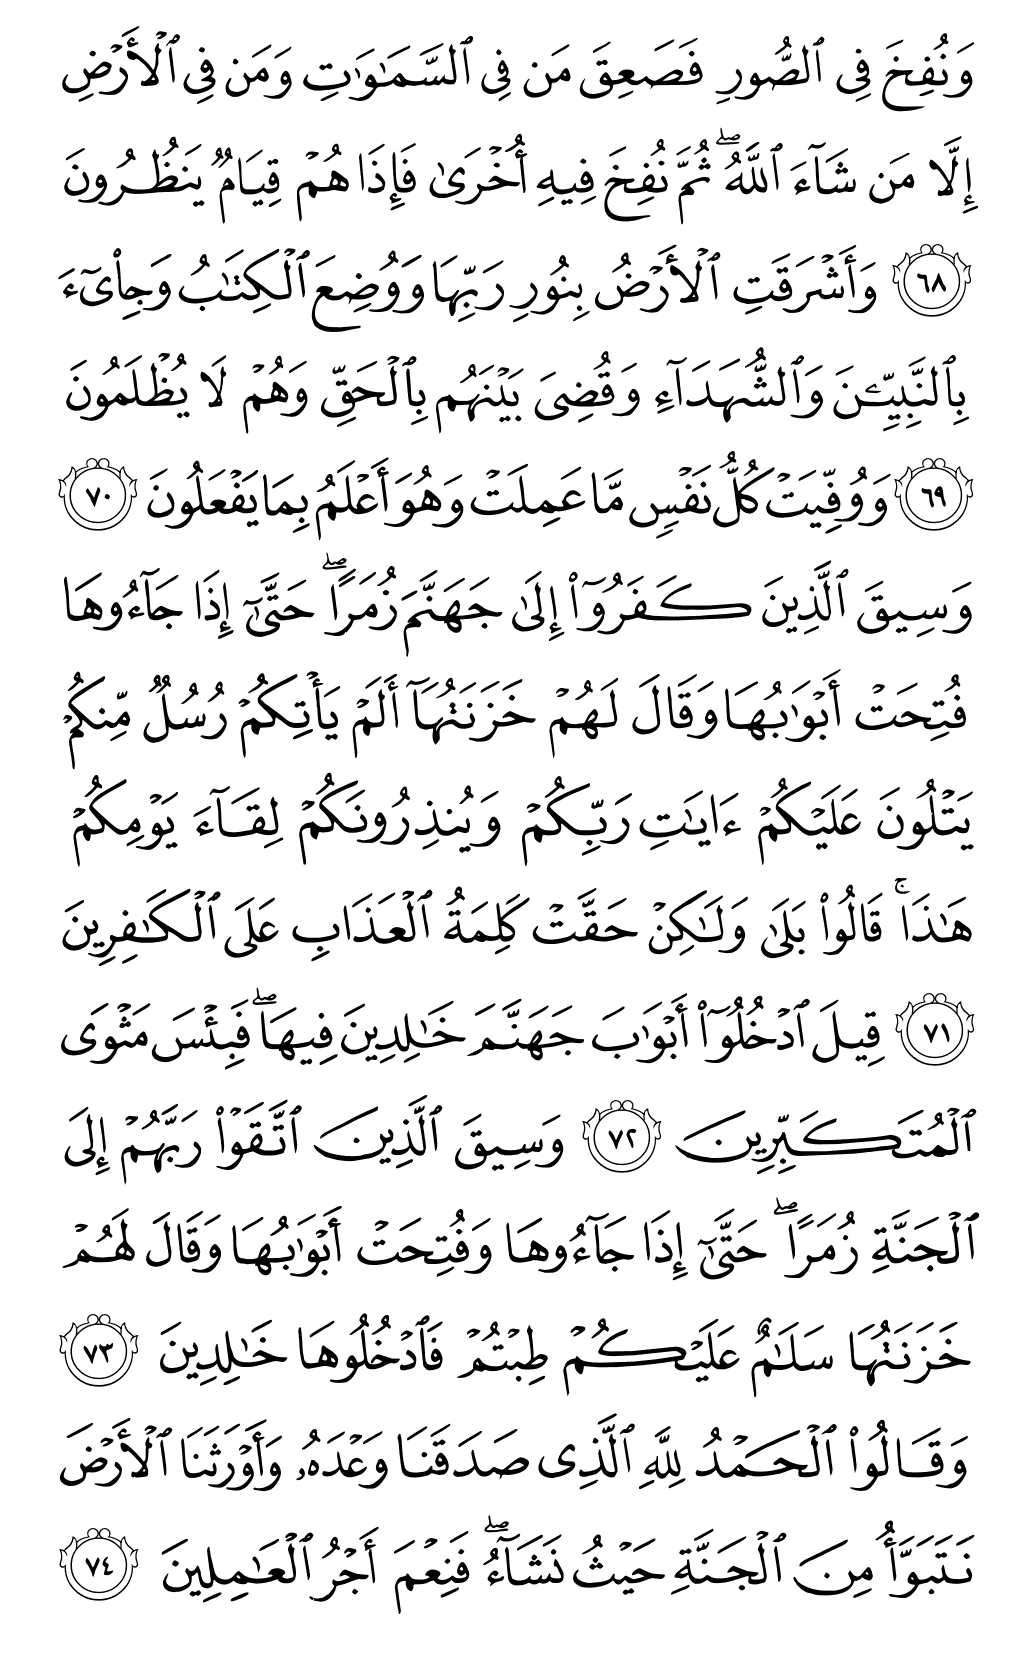 وَنُفِخَ فِى ٱلصُّورِ فَصَعِقَ مَن فِى ٱلسَّمَـٰوَٰتِ وَمَن فِى ٱلْأَرْضِ
إِلَّا مَن شَآءَ ٱللَّهُ ۖ ثُمَّ نُفِخَ فِيهِ أُخْرَىٰ فَإِذَا هُمْ قِيَامٌ يَنظُرُونَ
٦٨ وَأَشْرَقَتِ ٱلْأَرْضُ بِنُورِ رَبِّهَا وَوُضِعَ ٱلْكِتَـٰبُ وَجِا۟ىٓءَ
بِٱلنَّبِيِّـۧنَ وَٱلشُّهَدَآءِ وَقُضِىَ بَيْنَهُم بِٱلْحَقِّ وَهُمْ لَا يُظْلَمُونَ
٦٩ وَوُفِّيَتْ كُلُّ نَفْسٍ مَّا عَمِلَتْ وَهُوَ أَعْلَمُ بِمَا يَفْعَلُونَ ٧٠
وَسِيقَ ٱلَّذِينَ كَفَرُوٓا۟ إِلَىٰ جَهَنَّمَ زُمَرًا ۖ حَتَّىٰٓ إِذَا جَآءُوهَا
فُتِحَتْ أَبْوَٰبُهَا وَقَالَ لَهُمْ خَزَنَتُهَآ أَلَمْ يَأْتِكُمْ رُسُلٌ مِّنكُمْ
يَتْلُونَ عَلَيْكُمْ ءَايَـٰتِ رَبِّكُمْ وَيُنذِرُونَكُمْ لِقَآءَ يَوْمِكُمْ
هَـٰذَا ۚ قَالُوا۟ بَلَىٰ وَلَـٰكِنْ حَقَّتْ كَلِمَةُ ٱلْعَذَابِ عَلَى ٱلْكَـٰفِرِينَ
٧١ قِيلَ ٱدْخُلُوٓا۟ أَبْوَٰبَ جَهَنَّمَ خَـٰلِدِينَ فِيهَا ۖ فَبِئْسَ مَثْوَى
ٱلْمُتَكَبِّرِينَ ٧٢ وَسِيقَ ٱلَّذِينَ ٱتَّقَوْا۟ رَبَّهُمْ إِلَى
ٱلْجَنَّةِ زُمَرًا ۖ حَتَّىٰٓ إِذَا جَآءُوهَا وَفُتِحَتْ أَبْوَٰبُهَا وَقَالَ لَهُمْ
خَزَنَتُهَا سَلَـٰمٌ عَلَيْكُمْ طِبْتُمْ فَٱدْخُلُوهَا خَـٰلِدِينَ ٧٣
وَقَالُوا۟ ٱلْحَمْدُ لِلَّهِ ٱلَّذِى صَدَقَنَا وَعْدَهُۥ وَأَوْرَثَنَا ٱلْأَرْضَ
نَتَبَوَّأُ مِنَ ٱلْجَنَّةِ حَيْثُ نَشَآءُ ۖ فَنِعْمَ أَجْرُ ٱلْعَـٰمِلِينَ ٧٤